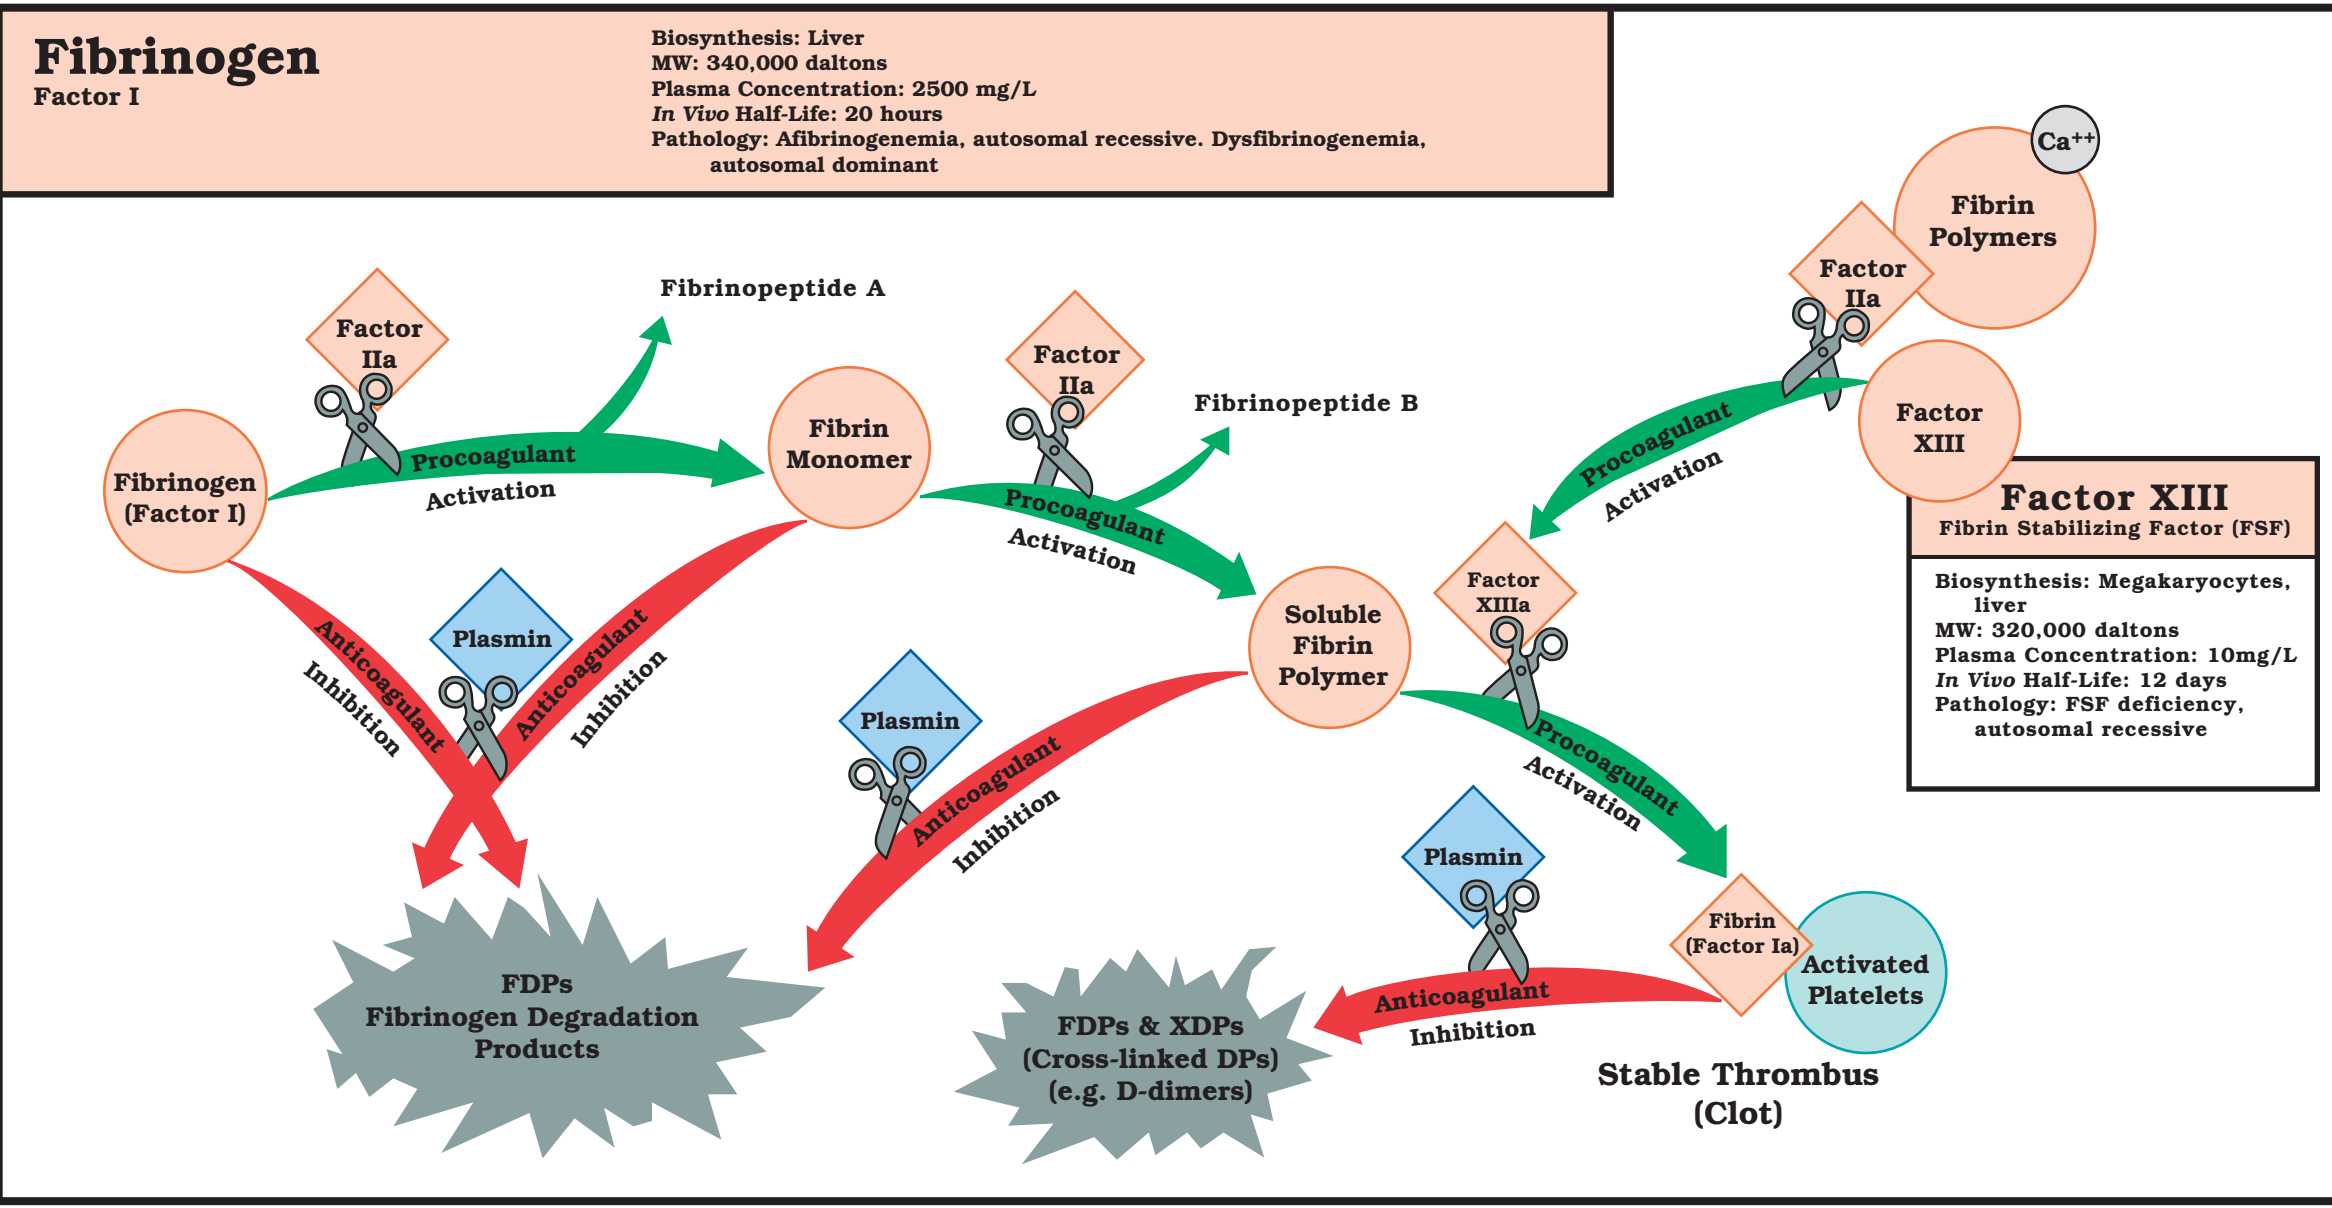 Fibrinogen
Factor I
Biosynthesis: Liver
MW: 340,000 daltons
Plasma Concentration: 2500 mg/L
In Vivo Half-Life: 20 hours
Pathology: Afibrinogenemia, autosomal recessive. Dysfibrinogenemia,
autosomal dominant
Ca++
Fibrin
Polymers
Factor
IIa
Factor
XIII
Procoagulant
Activation
Factor XIII
Fibrin Stabilizing Factor (FSF)
Biosynthesis: Megakaryocytes,
liver
MW: 320,000 daltons
Plasma Concentration: 10mg/L
In Vivo Half-Life: 12 days
Pathology: FSF deficiency,
autosomal recessive
Fibrinogen
(Factor I)
Factor
IIa
Procoagulant
Activation
Fibrinopeptide A
Fibrin
Monomer
Factor
IIa
Procoagulant
Activation
Fibrinopeptide B
Soluble
Fibrin
Polymer
Factor
XIIIa
Procoagulant
Activation
Anticoagulant
Inhibition
Plasmin
Anticoagulant
Inhibition
Plasmin
Anticoagulant
Inhibition
Plasmin
Anticoagulant
Inhibition
Fibrin
(Factor Ia)
Activated
Platelets
Stable Thrombus
(Clot)
FDPs
Fibrinogen Degradation
Products
FDPs & XDPs
(Cross-linked DPs)
(e.g. D-dimers)